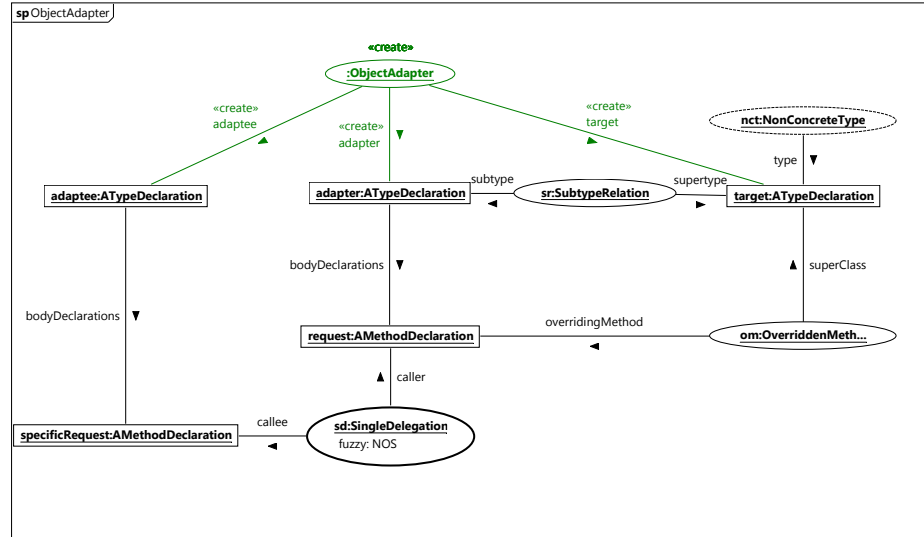 sp ObjectAdapter
«create»
:ObjectAdapter
«create»
adaptee
«create»
adapter
«create»
target
nct:NonConcreteType
type
adaptee:ATypeDeclaration
adapter:ATypeDeclaration
subtype
sr:SubtypeRelation
supertype
target:ATypeDeclaration
bodyDeclarations
superClass
bodyDeclarations
request:AMethodDeclaration
overridingMethod
om:OverriddenMeth...
caller
specificRequest:AMethodDeclaration
callee
sd:SingleDelegation
fuzzy: NOS